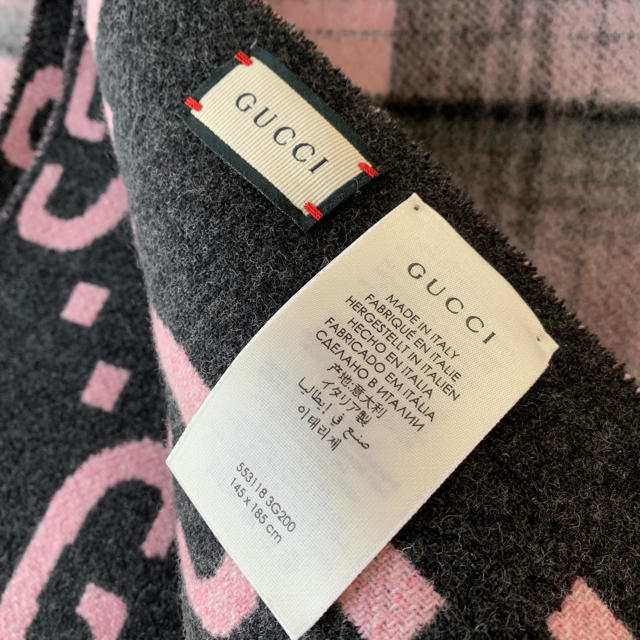 GUCCI
GUCCI
MADE IN ITALY
FABRIQUE EN ITALIE
HERGESTELLT IN ITALIEN
HECHO EN ITALIA
FABRICADO EM ITÁLIA
СДЕЛАНО В ИТАЛИИ
产地:意大利
イタリア製
صنع في إيطاليا
이태리제
553118 3G200
145 x 185 cm